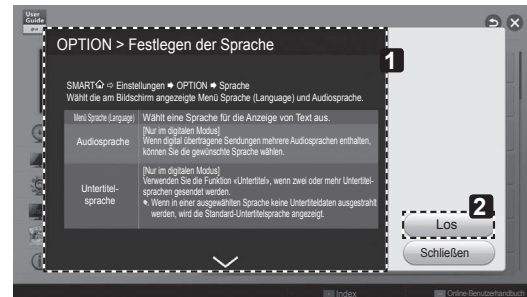 User
Guide
OPTION > Festlegen der Sprache
1
SMART ⇨ Einstellungen ➡ OPTION ➡ Sprache
Wählt die am Bildschirm angezeigte Menü Sprache (Language) und Audiosprache.
Menü Sprache (Language) Wählt eine Sprache für die Anzeige von Text aus.
Audiosprache
[Nur im digitalen Modus]
Wenn digital übertragene Sendungen mehrere Audiosprachen enthalten,
können Sie die gewünschte Sprache wählen.
Untertitel-
sprache
[Nur im digitalen Modus]
Verwenden Sie die Funktion «Untertitel», wenn zwei oder mehr Untertitel-
sprachen gesendet werden.
Wenn in einer ausgewählten Sprache keine Untertiteldaten ausgestrahlt
werden, wird die Standard-Untertitelsprache angezeigt.
2
Los
Schließen
Index
Online-Benutzerhandbuch